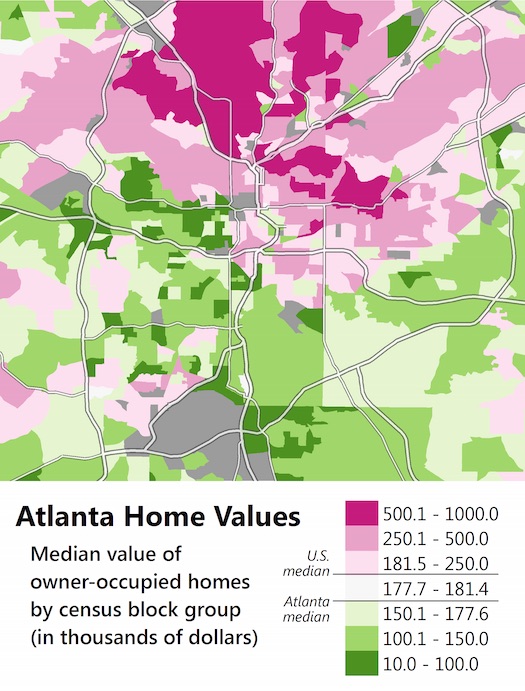 Atlanta Home Values
Median value of
owner-occupied homes
by census block group
(in thousands of dollars)
U.S.
median
Atlanta
median
500.1 - 1000.0
250.1 - 500.0
181.5 - 250.0
177.7 - 181.4
150.1 - 177.6
100.1 - 150.0
10.0 - 100.0